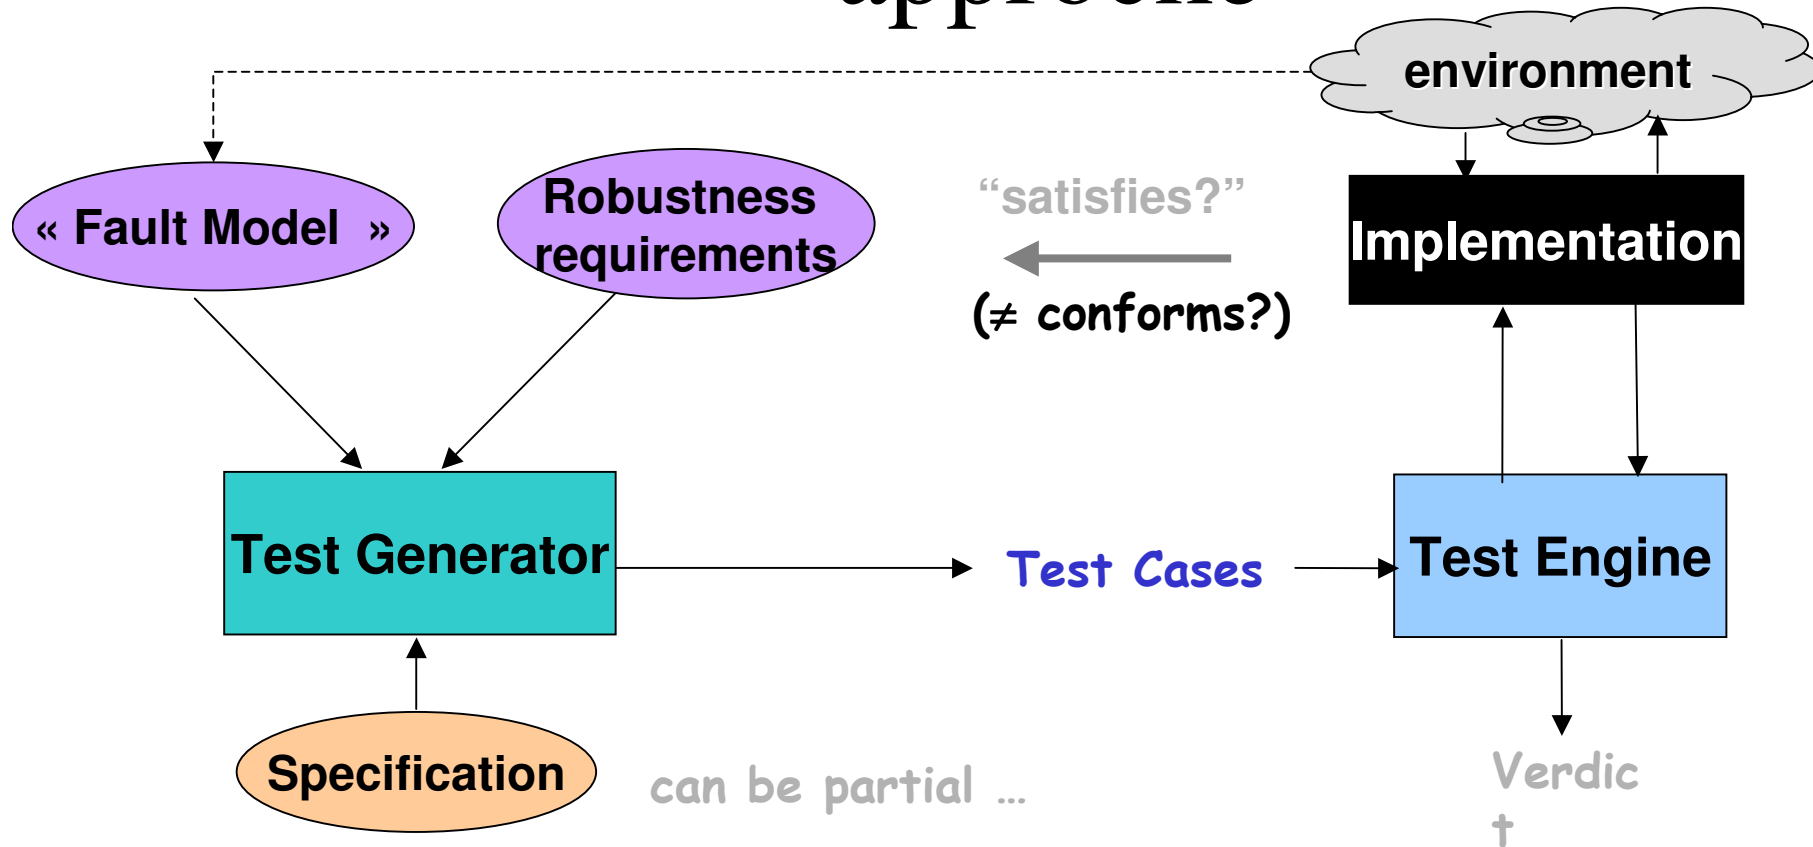 approche
environment
« Fault Model »
Robustness
requirements
“satisfies?”
(≠ conforms?)
Implementation
Test Generator
Test Cases
Test Engine
Specification
can be partial ...
Verdic
t